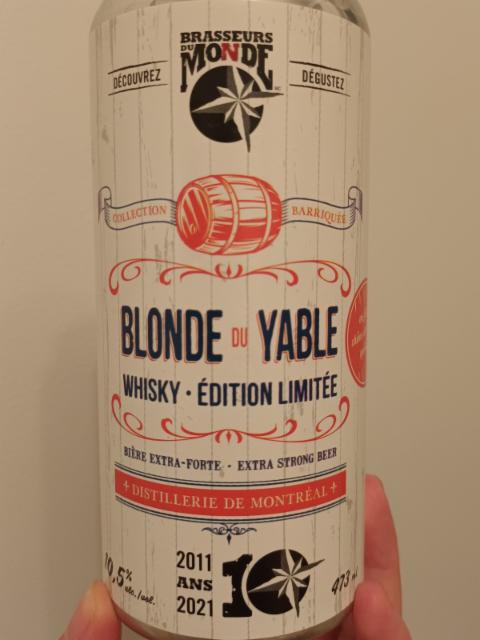 BRASSEURS
DU MONDE
DÉCOUVREZ
DÉGUSTEZ
MC
COLLECTION
BARRIQUÉE
BLONDE DU YABLE
WHISKY · ÉDITION LIMITÉE
BIÈRE EXTRA-FORTE · EXTRA STRONG BEER
+ DISTILLERIE DE MONTRÉAL +
10,5% alc./vol.
2011
ANS
2021
10
473 ml